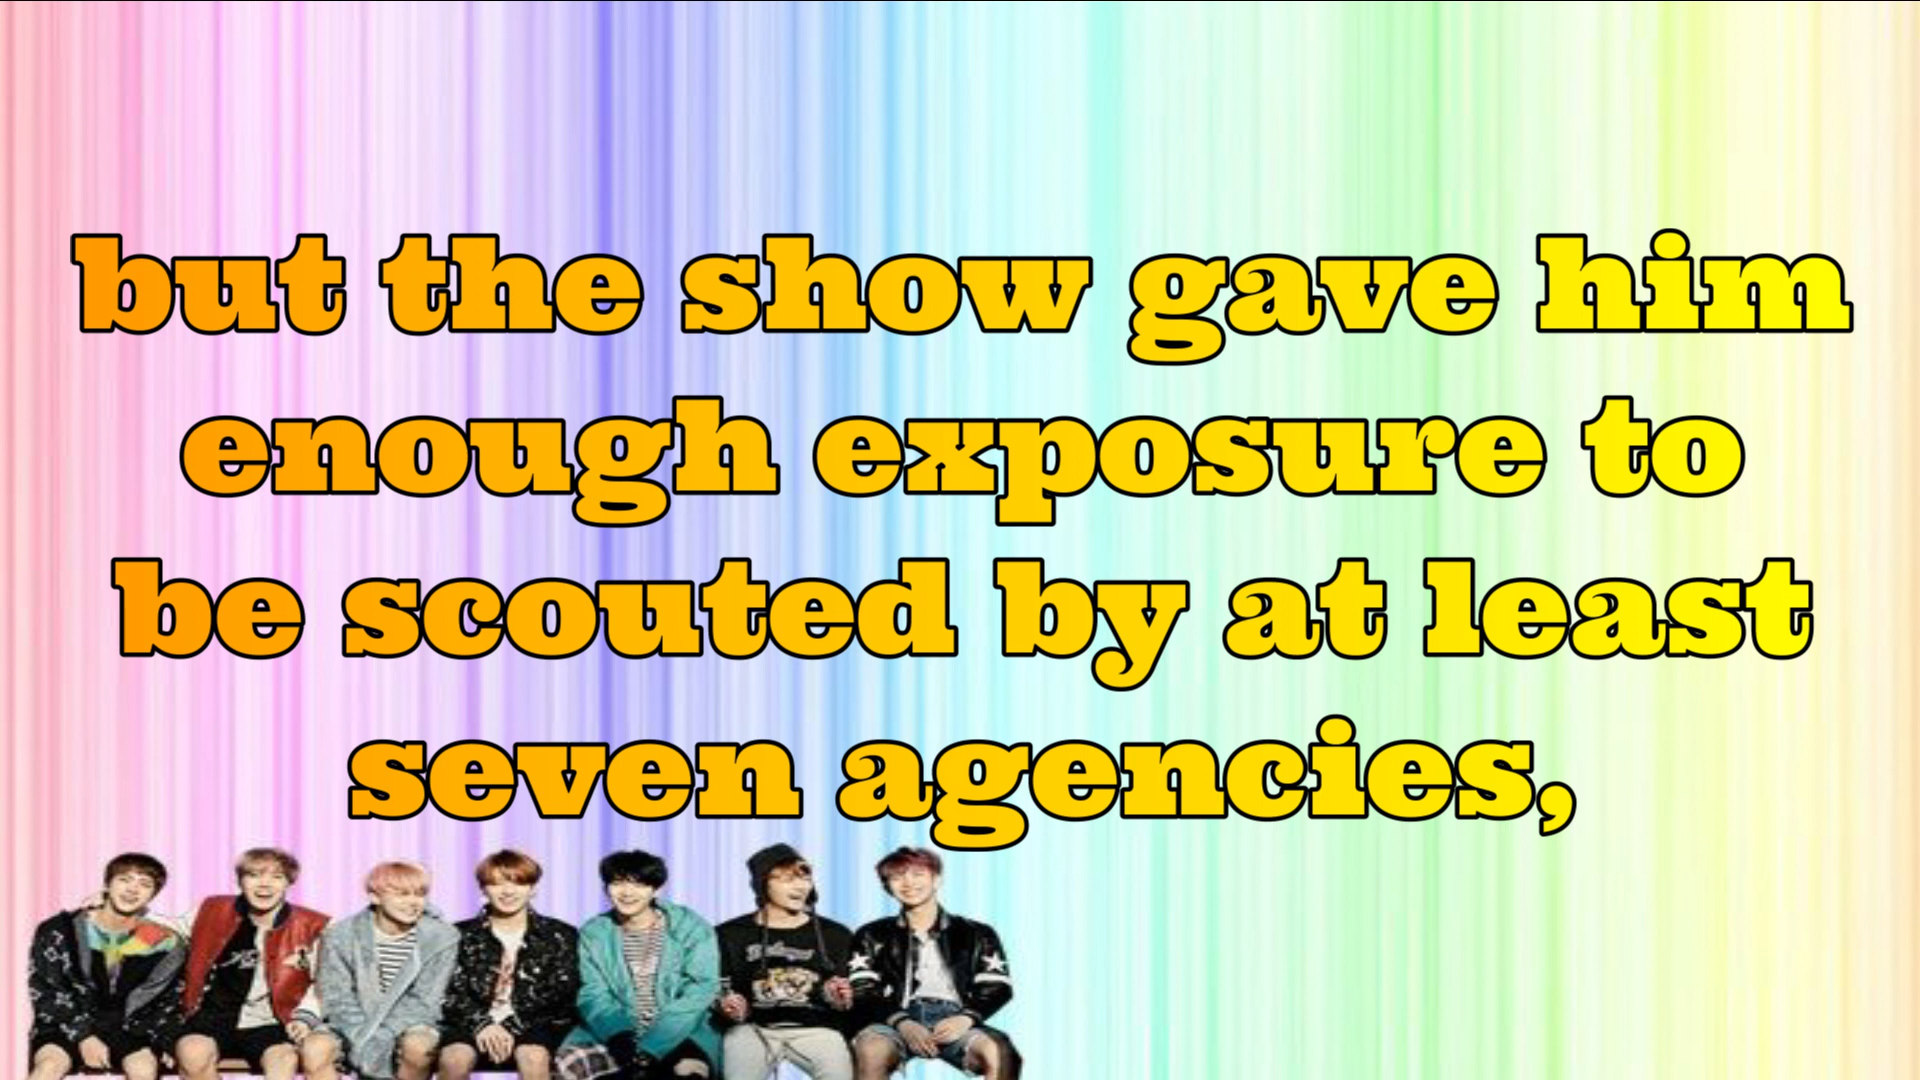 but the show gave him
enough exposure to
be scouted by at least
seven agencies,